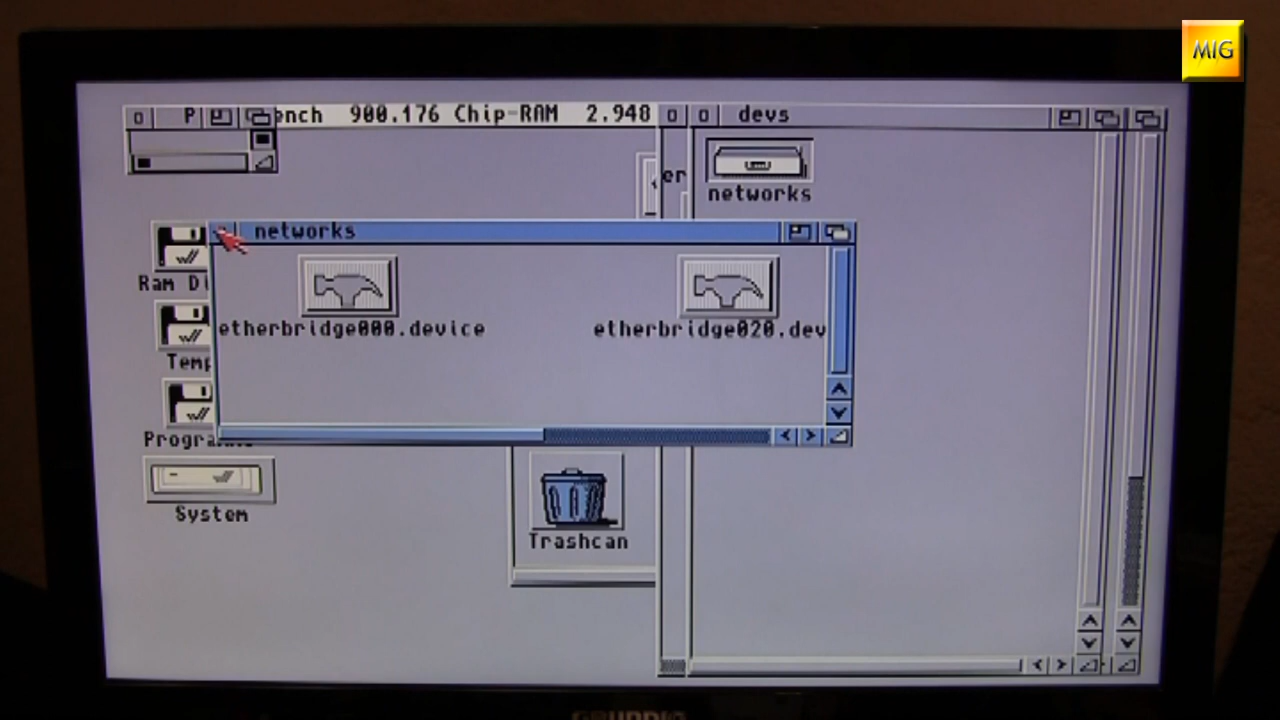 MIG
P
ench 900.176 Chip-RAM 2.948
devs
er
networks
networks
Ram Di
etherbridge000.device
etherbridge020.dev
Temp
Program
System
Trashcan
GRUNDIG